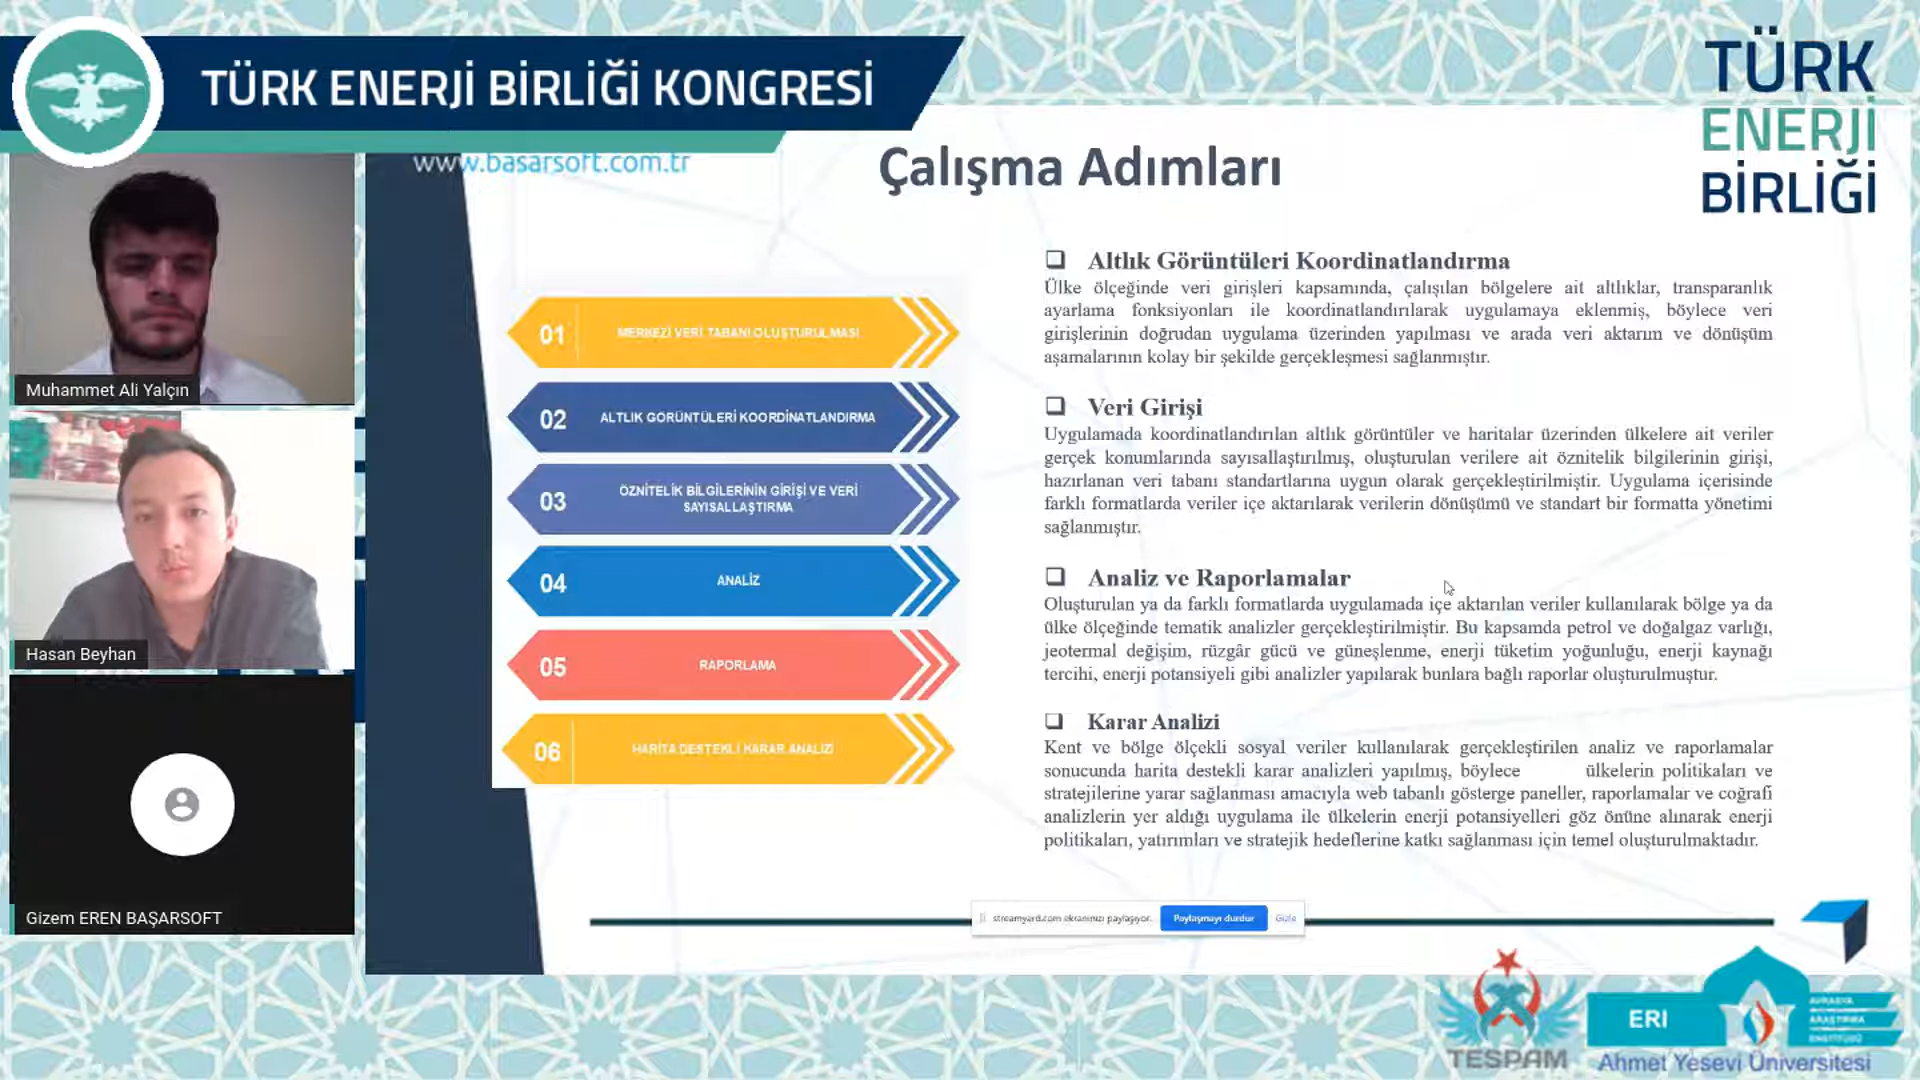 TÜRK ENERJİ BİRLİĞİ KONGRESİ
TÜRK
ENERJİ
BİRLİĞİ
www.basarsoft.com.tr
Çalışma Adımları
Muhammet Ali Yalçın
Hasan Beyhan
Gizem EREN BAŞARSOFT
01 MERKEZİ VERİ TABANI OLUŞTURULMASI
02 ALTLIK GÖRÜNTÜLERİ KOORDİNATLANDIRMA
03 ÖZNİTELİK BİLGİLERİNİN GİRİŞİ VE VERİ
SAYISALLAŞTIRMA
04 ANALİZ
05 RAPORLAMA
06 HARİTA DESTEKLİ KARAR ANALİZİ
❑ Altlık Görüntüleri Koordinatlandırma
Ülke ölçeğinde veri girişleri kapsamında, çalışılan bölgelere ait altlıklar, transparanlık
ayarlama fonksiyonları ile koordinatlandırılarak uygulamaya eklenmiş, böylece veri
girişlerinin doğrudan uygulama üzerinden yapılması ve arada veri aktarım ve dönüşüm
aşamalarının kolay bir şekilde gerçekleşmesi sağlanmıştır.
❑ Veri Girişi
Uygulamada koordinatlandırılan altlık görüntüler ve haritalar üzerinden ülkelere ait veriler
gerçek konumlarında sayısallaştırılmış, oluşturulan verilere ait öznitelik bilgilerinin girişi,
hazırlanan veri tabanı standartlarına uygun olarak gerçekleştirilmiştir. Uygulama içerisinde
farklı formatlarda veriler içe aktarılarak verilerin dönüşümü ve standart bir formatta yönetimi
sağlanmıştır.
❑ Analiz ve Raporlamalar
Oluşturulan ya da farklı formatlarda uygulamada içe aktarılan veriler kullanılarak bölge ya da
ülke ölçeğinde tematik analizler gerçekleştirilmiştir. Bu kapsamda petrol ve doğalgaz varlığı,
jeotermal değişim, rüzgâr gücü ve güneşlenme, enerji tüketim yoğunluğu, enerji kaynağı
tercihi, enerji potansiyeli gibi analizler yapılarak bunlara bağlı raporlar oluşturulmuştur.
❑ Karar Analizi
Kent ve bölge ölçekli sosyal veriler kullanılarak gerçekleştirilen analiz ve raporlamalar
sonucunda harita destekli karar analizleri yapılmış, böylece ülkelerin politikaları ve
stratejilerine yarar sağlanması amacıyla web tabanlı gösterge paneller, raporlamalar ve coğrafi
analizlerin yer aldığı uygulama ile ülkelerin enerji potansiyelleri göz önüne alınarak enerji
politikaları, yatırımları ve stratejik hedeflerine katkı sağlanması için temel oluşturulmaktadır.
streamyard.com ekranınızı paylaşıyor. Paylaşmayı durdur Gizle
TESPAM
ERI
AVRASYA
ARAŞTIRMA
ENSTİTÜSÜ
Ahmet Yesevi Üniversitesi